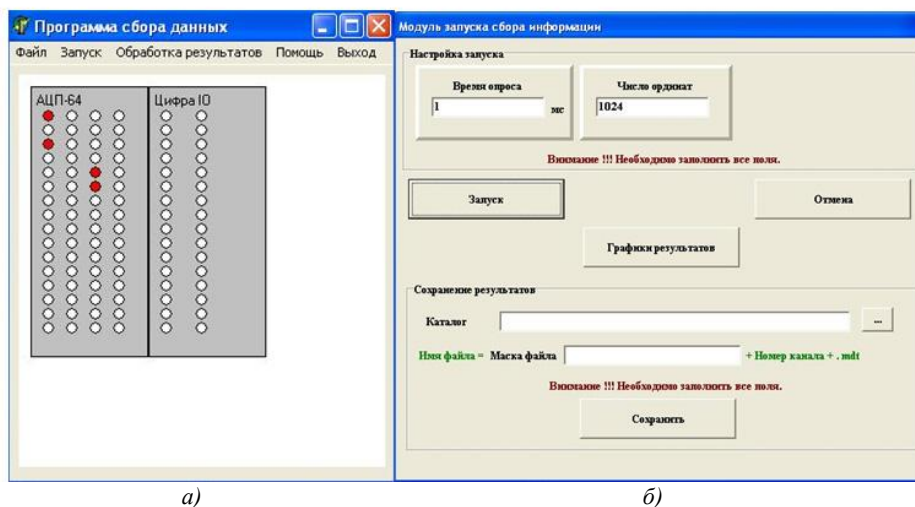 Программа сбора данных
Файл Запуск Обработка результатов Помощь Выход
АЦП-64 Цифра IO
а)
Модуль запуска сбора информации
Настройка запуска
Время опроса
1 мс
Число ординат
1024
Внимание !!! Необходимо заполнить все поля.
Запуск
Отмена
Графики результатов
Сохранение результатов
Каталог ...
Имя файла = Маска файла + Номер канала + . mdt
Внимание !!! Необходимо заполнить все поля.
Сохранить
б)